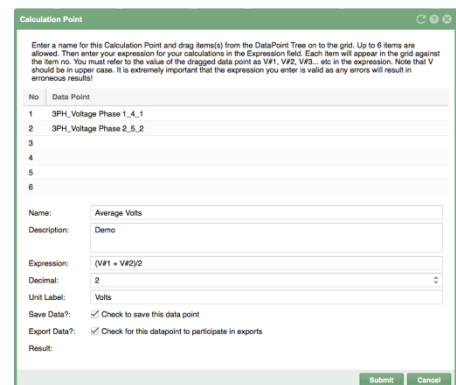 Calculation Point
Enter a name for this Calculation Point and drag items(s) from the DataPoint Tree on to the grid. Up to 6 items are
allowed. Then enter your expression for your calculations in the Expression field. Each item will appear in the grid against
the item no. You must refer to the value of the dragged data point as V#1, V#2, V#3... etc in the expression. Note that V
should be in upper case. It is extremely important that the expression you enter is valid as any errors will result in
erroneous results!
No Data Point
1 3PH_Voltage Phase 1_4_1
2 3PH_Voltage Phase 2_5_2
3
4
5
6
Name: Average Volts
Description: Demo
Expression: (V#1 + V#2)/2
Decimal: 2
Unit Label: Volts
Save Data?: Check to save this data point
Export Data?: Check for this datapoint to participate in exports
Result:
Submit Cancel